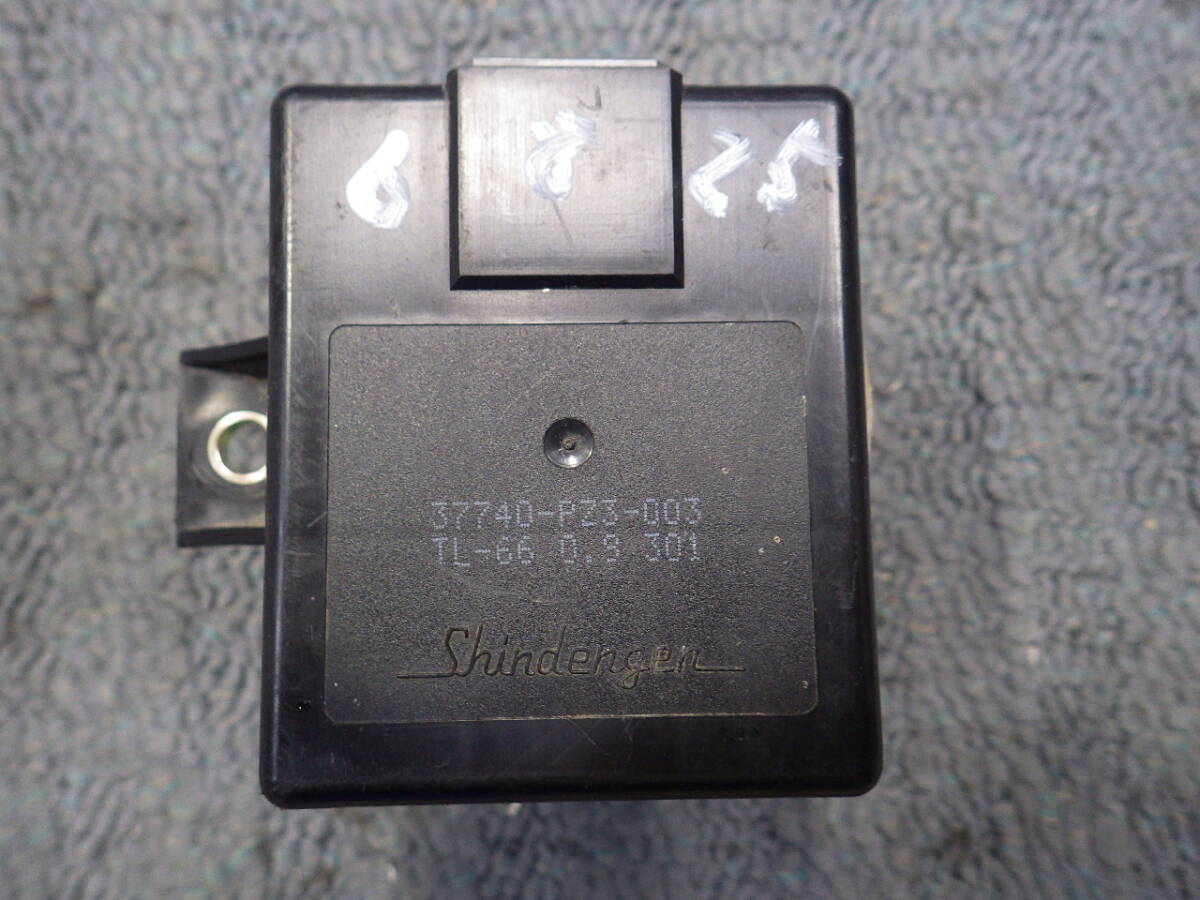 6 8 25
37740-PZ3-003
TL-66 0.9 301
Shindengen